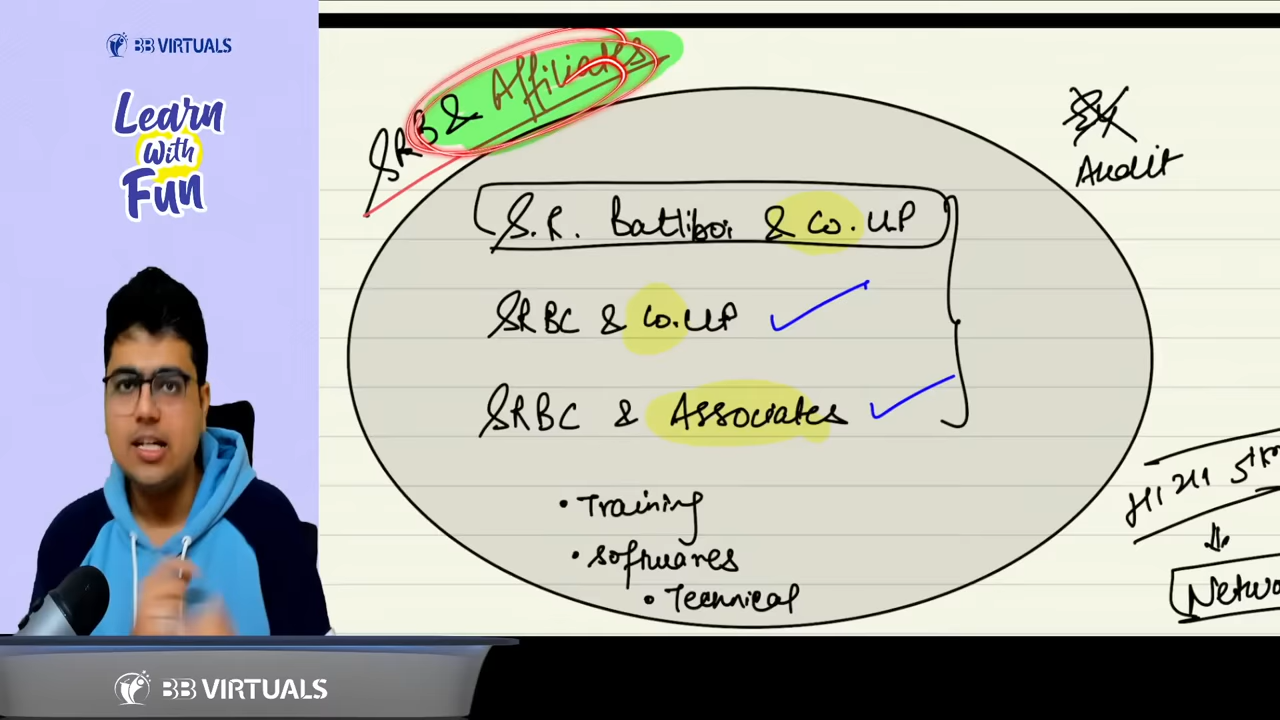 BB VIRTUALS
Learn
With
Fun
SRB & Affiliates
Audit
S.R. Batliboi & Co. LLP
SRBC & Co. LLP
SRBC & Associates
• Training
• softwares
• Technical
Netwo
BB VIRTUALS